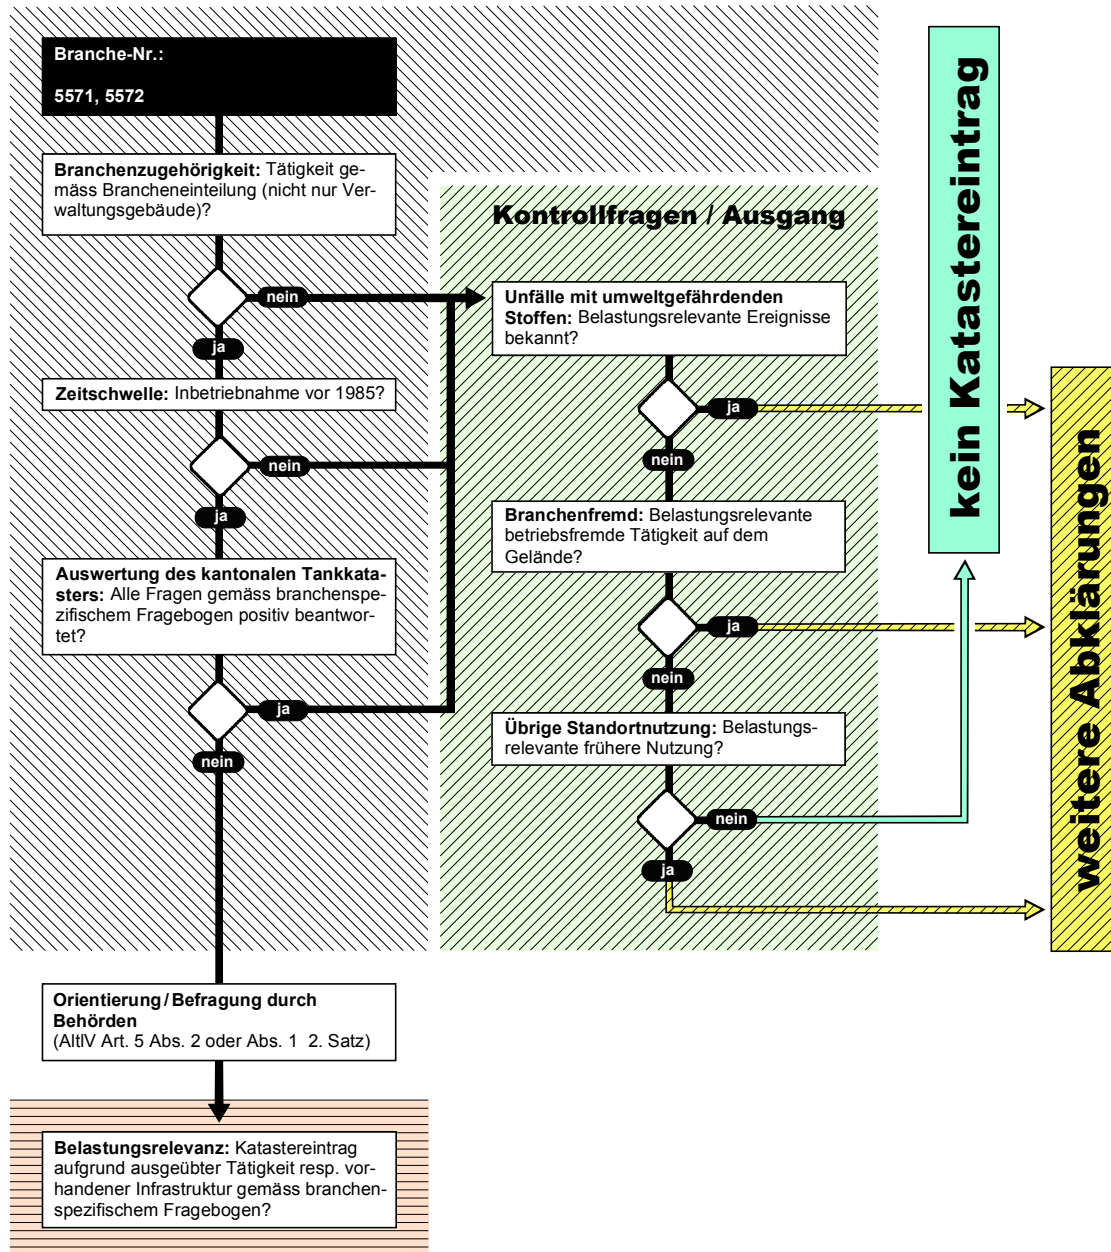 Branche-Nr.:
5571, 5572
Branchenzugehörigkeit: Tätigkeit ge-
mäss Brancheneinteilung (nicht nur Ver-
waltungsgebäude)?
nein
ja
Zeitschwelle: Inbetriebnahme vor 1985?
nein
ja
Auswertung des kantonalen Tankkata-
sters: Alle Fragen gemäss branchenspe-
zifischem Fragebogen positiv beantwor-
tet?
ja
nein
Orientierung/Befragung durch
Behörden
(AltlV Art. 5 Abs. 2 oder Abs. 1 2. Satz)
Belastungsrelevanz: Katastereintrag
aufgrund ausgeübter Tätigkeit resp. vor-
handener Infrastruktur gemäss branchen-
spezifischem Fragebogen?
Kontrollfragen / Ausgang
Unfälle mit umweltgefährdenden
Stoffen: Belastungsrelevante Ereignisse
bekannt?
ja
nein
Branchenfremd: Belastungsrelevante
betriebsfremde Tätigkeit auf dem
Gelände?
ja
nein
Übrige Standortnutzung: Belastungs-
relevante frühere Nutzung?
nein
ja
kein Katastereintrag
weitere Abklärungen